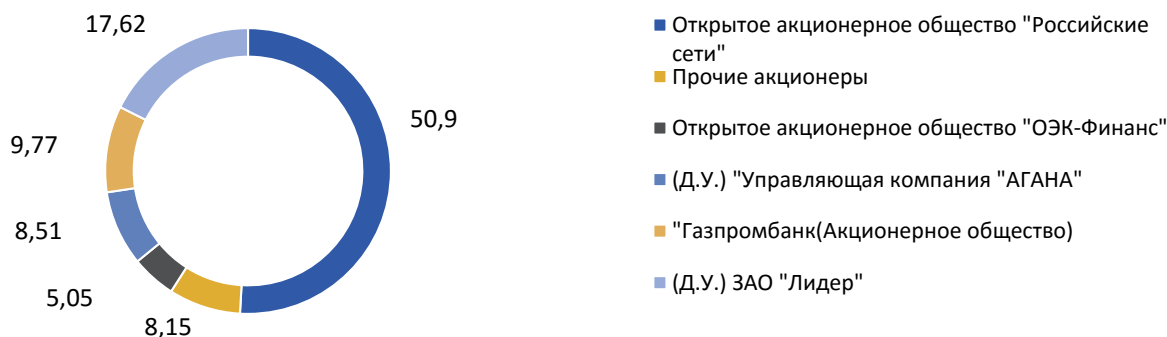 17,62
50,9
9,77
8,51
5,05
8,15
Открытое акционерное общество "Российские
сети"
Прочие акционеры
Открытое акционерное общество "ОЭК-Финанс"
(Д.У.) "Управляющая компания "АГАНА"
"Газпромбанк(Акционерное общество)
(Д.У.) ЗАО "Лидер"